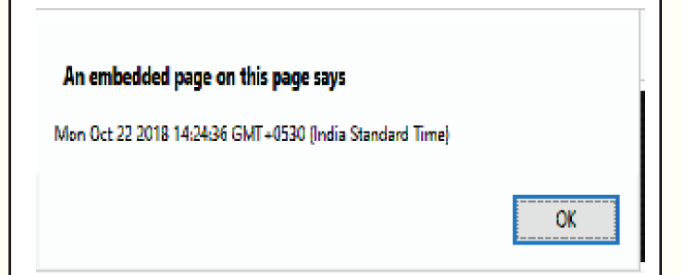 An embedded page on this page says
Mon Oct 22 2018 14:24:36 GMT+0530 (India Standard Time)
OK